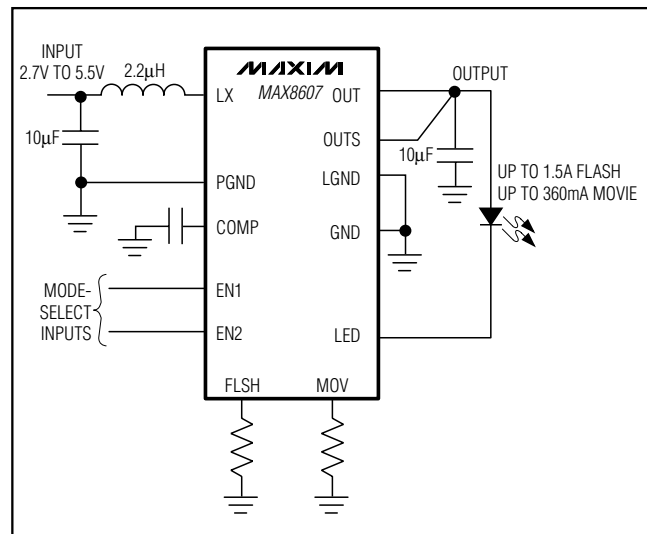 INPUT
2.7V TO 5.5V
2.2µH
10µF
MAXIM
MAX8607
LX
PGND
COMP
EN1
EN2
OUT
OUTS
LGND
GND
LED
FLSH
MOV
MODE-
SELECT
INPUTS
OUTPUT
10µF
UP TO 1.5A FLASH
UP TO 360mA MOVIE